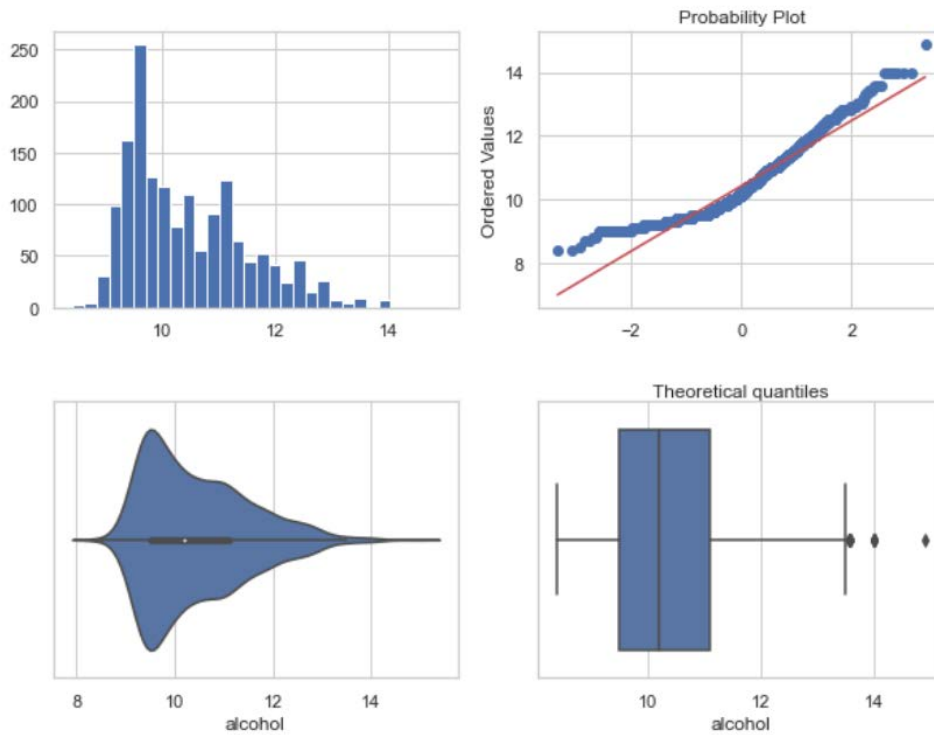 Probability Plot
250
200
150
100
50
0
10 12 14
Ordered Values
14
12
10
8
−2 0 2
Theoretical quantiles
8 10 12 14
alcohol
10 12 14
alcohol